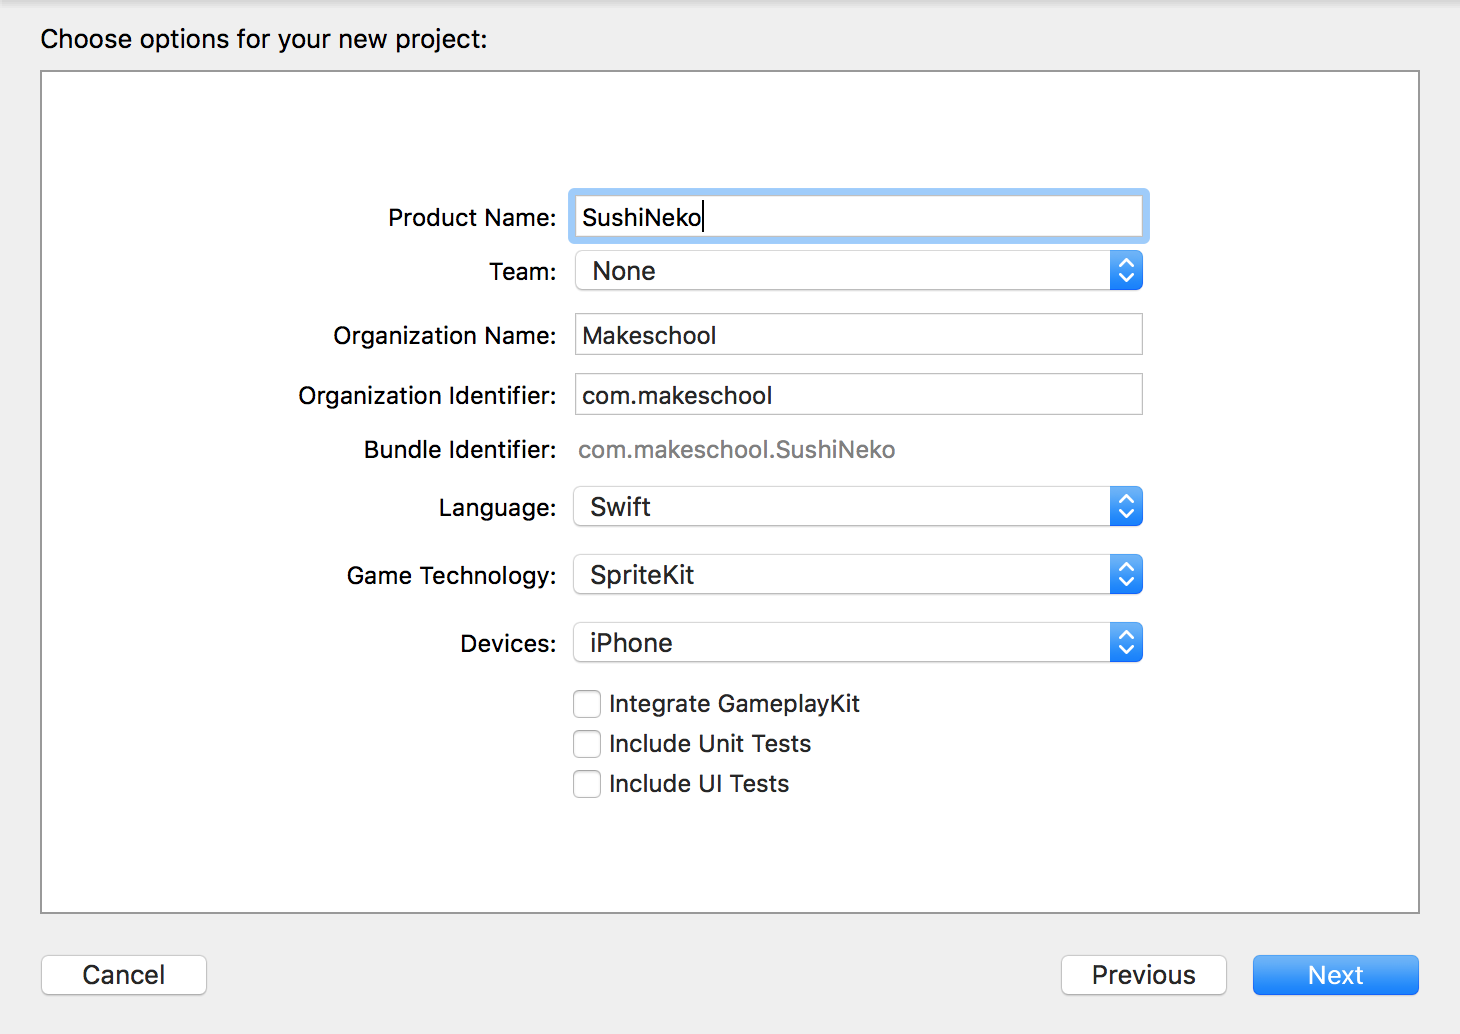 Choose options for your new project:
Product Name: SushiNeko
Team: None
Organization Name: Makeschool
Organization Identifier: com.makeschool
Bundle Identifier: com.makeschool.SushiNeko
Language: Swift
Game Technology: SpriteKit
Devices: iPhone
Integrate GameplayKit
Include Unit Tests
Include UI Tests
Cancel Previous Next